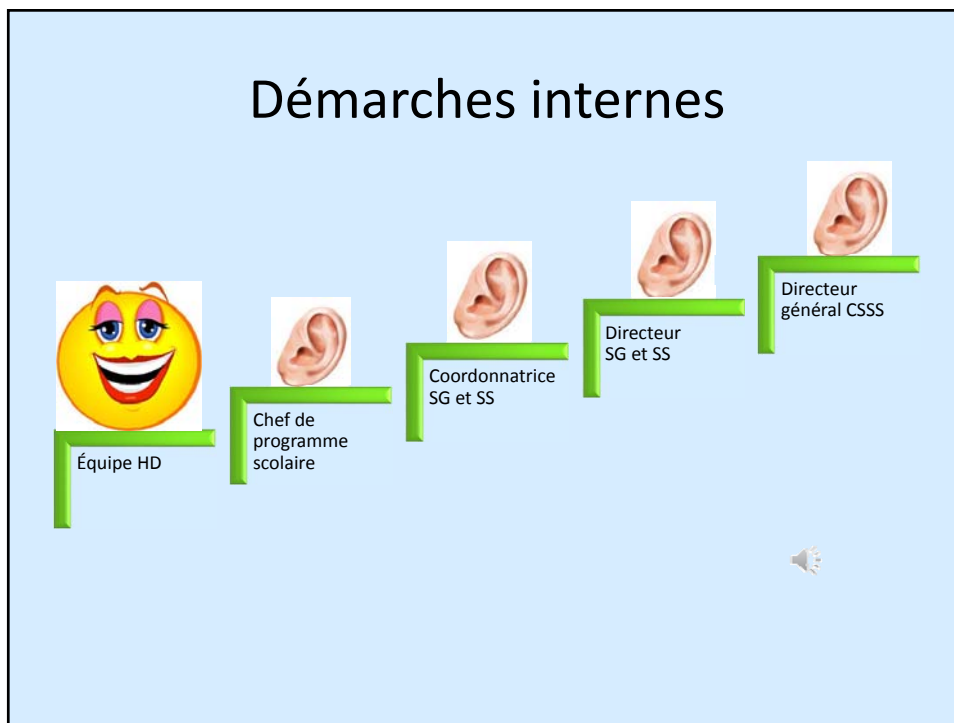 Démarches internes
Équipe HD
Chef de
programme
scolaire
Coordonnatrice
SG et SS
Directeur
SG et SS
Directeur
général CSSS